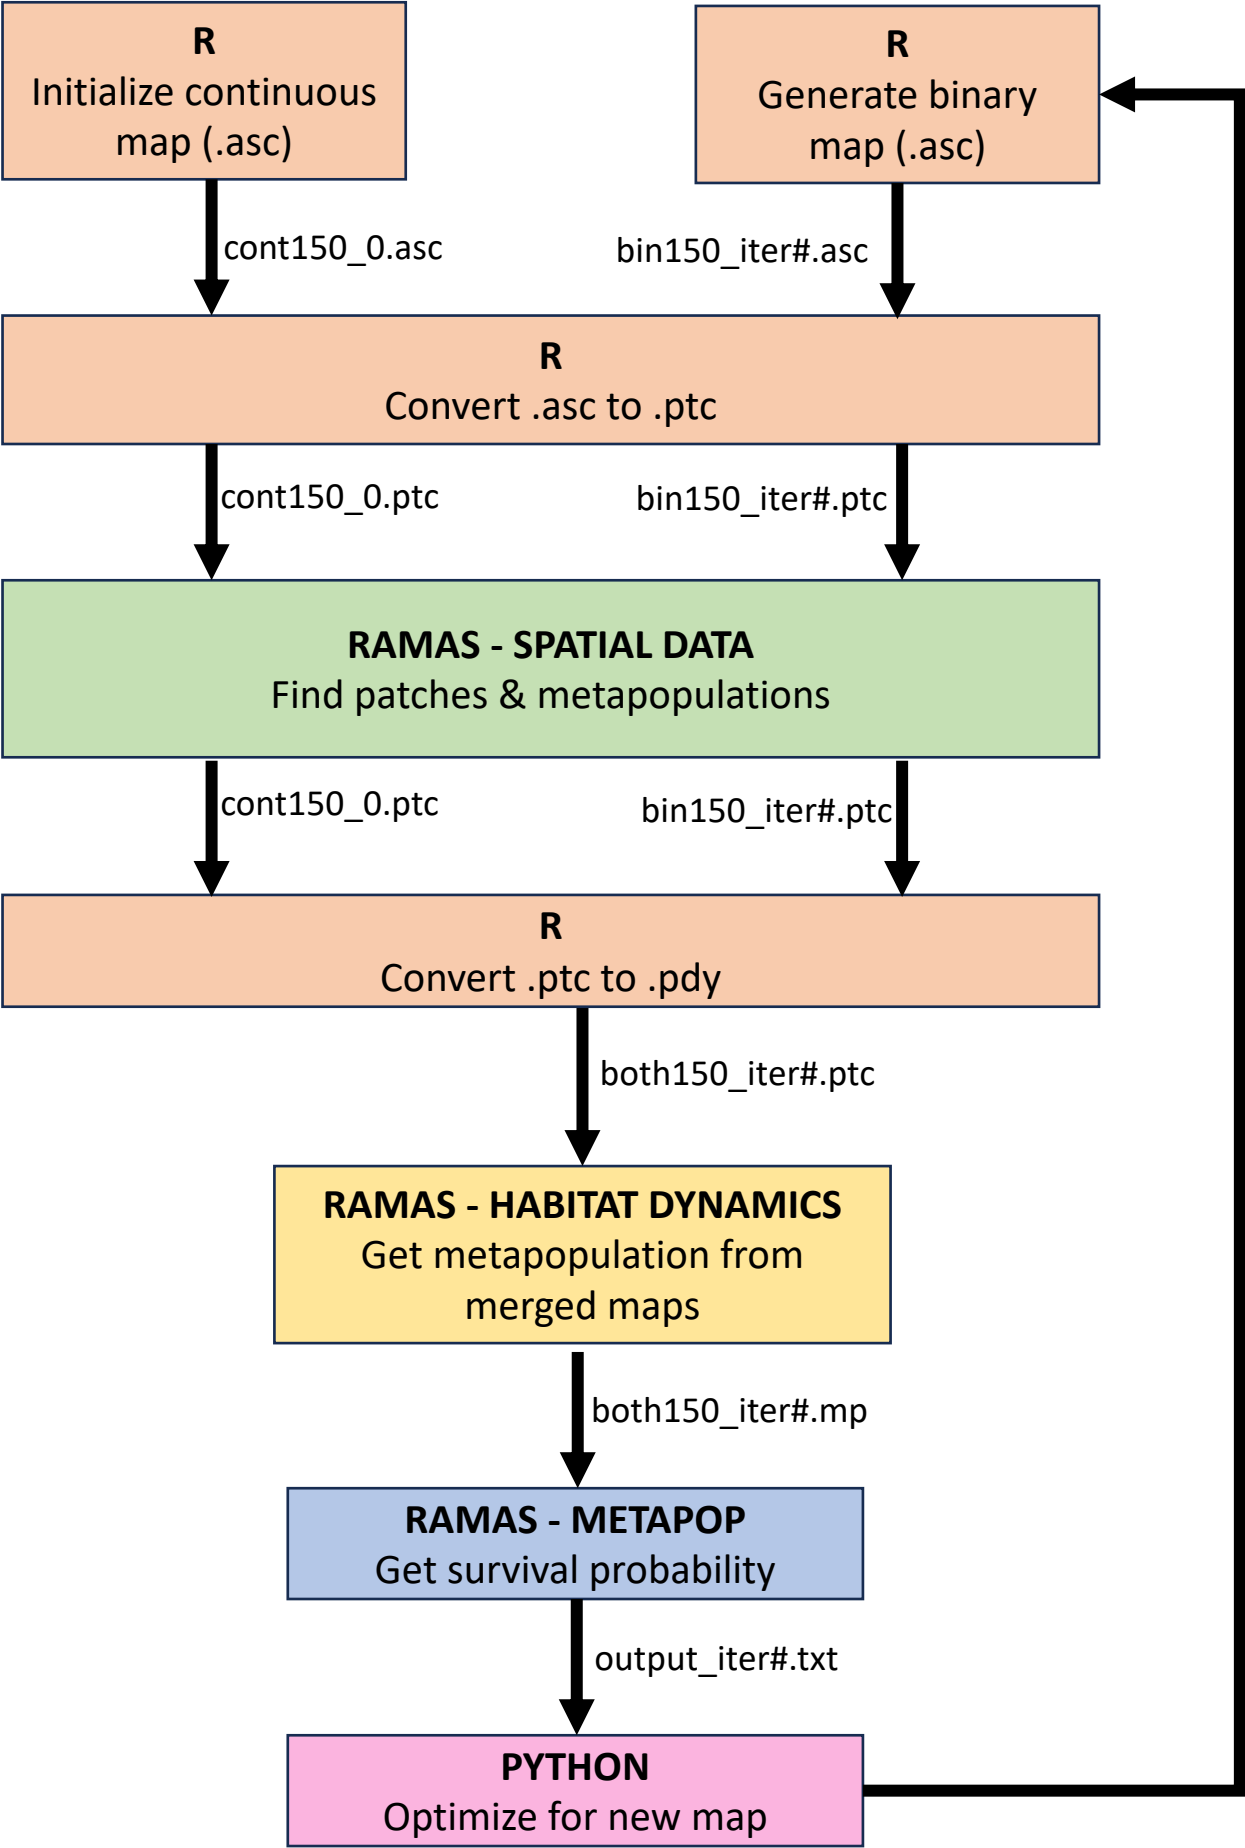 R
Initialize continuous
map (.asc)
R
Generate binary
map (.asc)
cont150_0.asc
bin150_iter#.asc
R
Convert .asc to .ptc
cont150_0.ptc
bin150_iter#.ptc
RAMAS - SPATIAL DATA
Find patches & metapopulations
cont150_0.ptc
bin150_iter#.ptc
R
Convert .ptc to .pdy
both150_iter#.ptc
RAMAS - HABITAT DYNAMICS
Get metapopulation from
merged maps
both150_iter#.mp
RAMAS - METAPOP
Get survival probability
output_iter#.txt
PYTHON
Optimize for new map